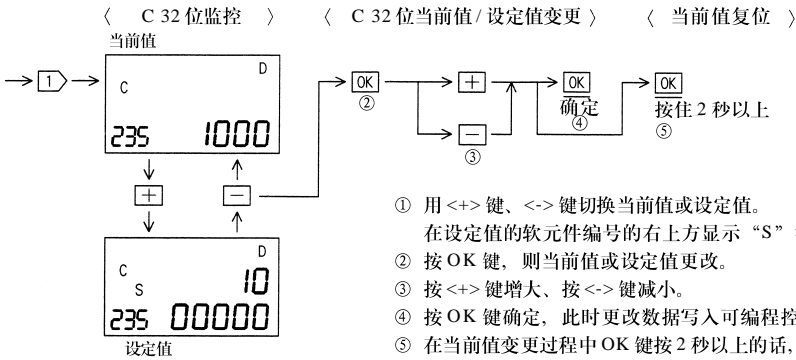 〈 C 32 位监控 〉 〈 C 32 位当前值 / 设定值变更 〉 〈 当前值复位 〉
当前值
1
C D
235 1000
+ -
C D
S 10
235 00000
设定值
OK
②
+
-
③
OK
确定
④
OK
按住 2 秒以上
⑤
① 用 <+> 键、<-> 键切换当前值或设定值。
在设定值的软元件编号的右上方显示“S”
② 按 OK 键，则当前值或设定值更改。
③ 按 <+> 键增大、按 <-> 键减小。
④ 按 OK 键确定，此时更改数据写入可编程控
⑤ 在当前值变更过程中 OK 键按 2 秒以上的话，